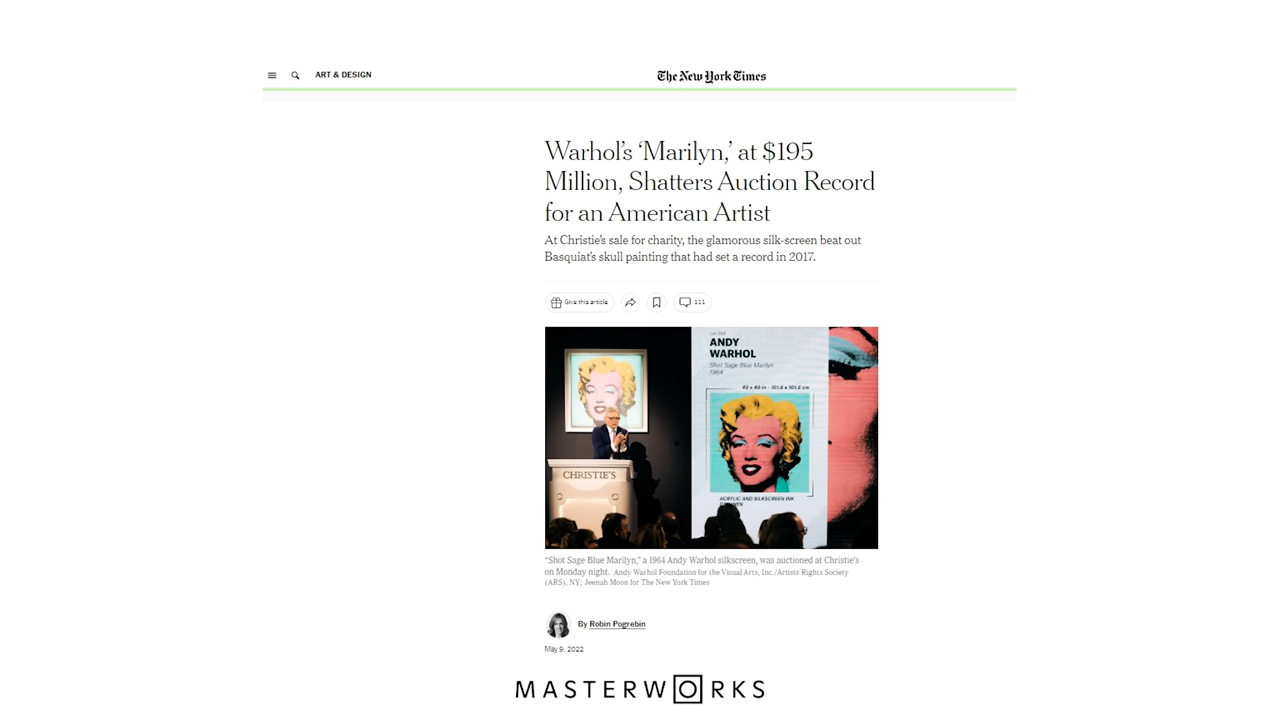 ART & DESIGN
The New York Times
Warhol's 'Marilyn,' at $195
Million, Shatters Auction Record
for an American Artist
At Christie's sale for charity, the glamorous silk-screen beat out
Basquiat's skull painting that had set a record in 2017.
Give this article
111
ANDY
WARHOL
Shot Sage Blue Marilyn
1964
40 x 40 in - 101.6 x 101.6 cm
CHRISTIE'S
ACRYLIC AND SILKSCREEN INK
"Shot Sage Blue Marilyn," a 1964 Andy Warhol silkscreen, was auctioned at Christie's
on Monday night. Andy Warhol Foundation for the Visual Arts, Inc./Artists Rights Society
(ARS), NY; Jeenah Moon for The New York Times
By Robin Pogrebin
May 9, 2022
MASTERWORKS